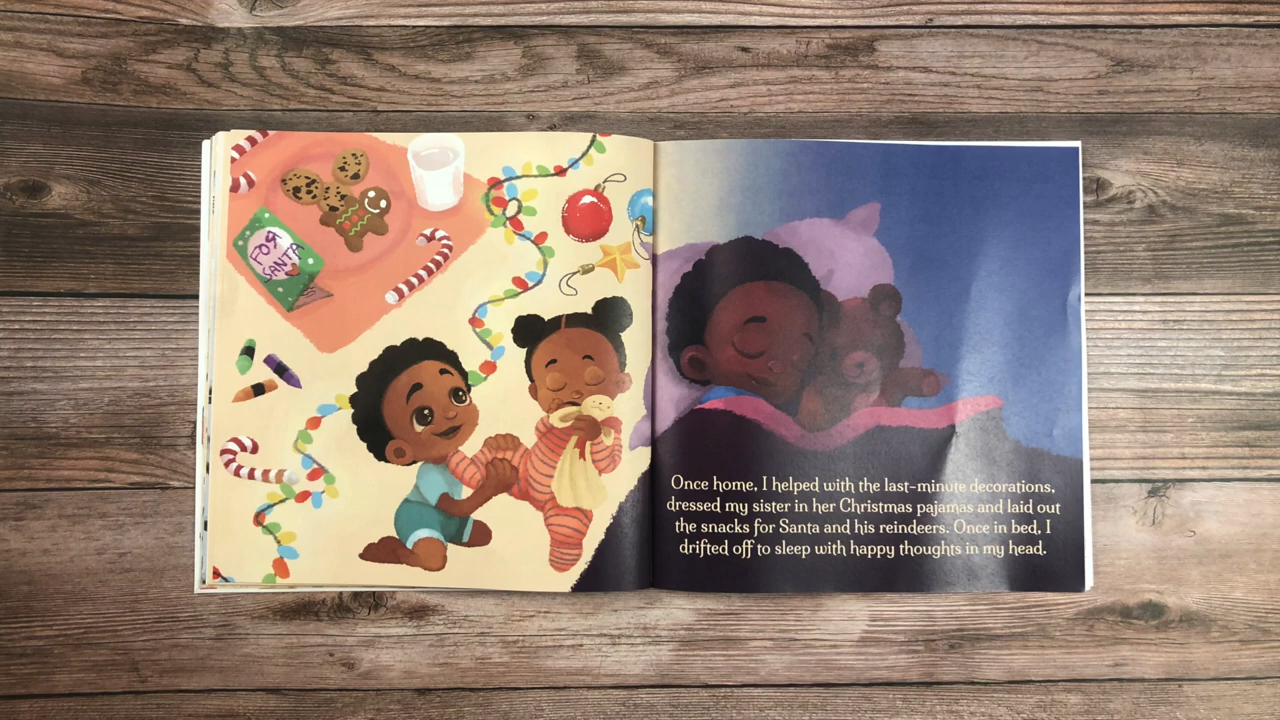 FOR
SANTA
Once home, I helped with the last-minute decorations,
dressed my sister in her Christmas pajamas and laid out
the snacks for Santa and his reindeers. Once in bed, I
drifted off to sleep with happy thoughts in my head.